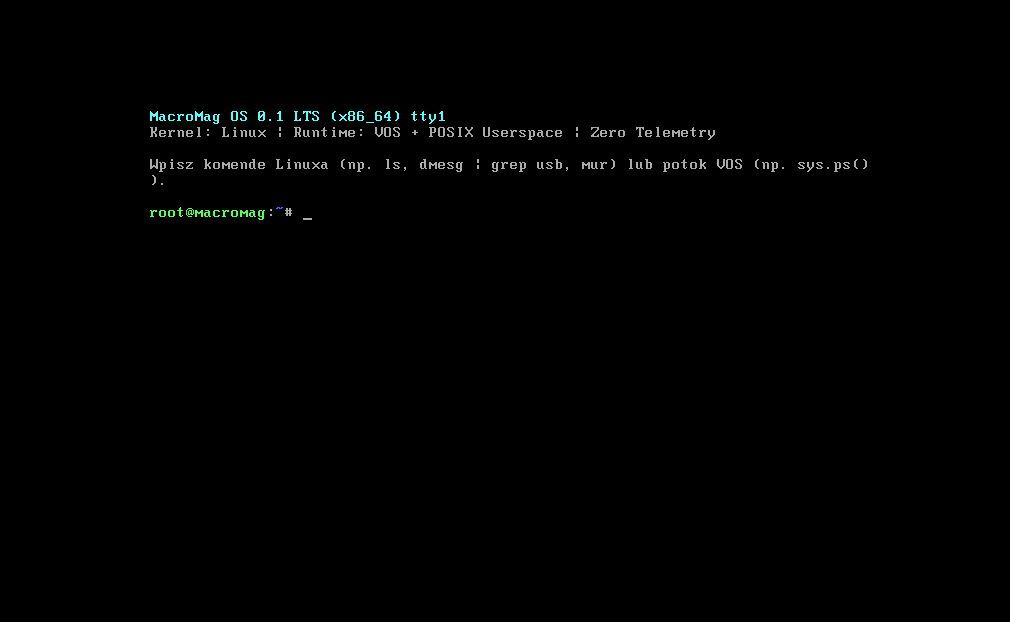 MacroMag OS 0.1 LTS (x86_64) tty1
Kernel: Linux ¦ Runtime: VOS + POSIX Userspace ¦ Zero Telemetry
Wpisz komende Linuxa (np. ls, dmesg ¦ grep usb, mur) lub potok VOS (np. sys.ps()
).
root@macromag:~# _